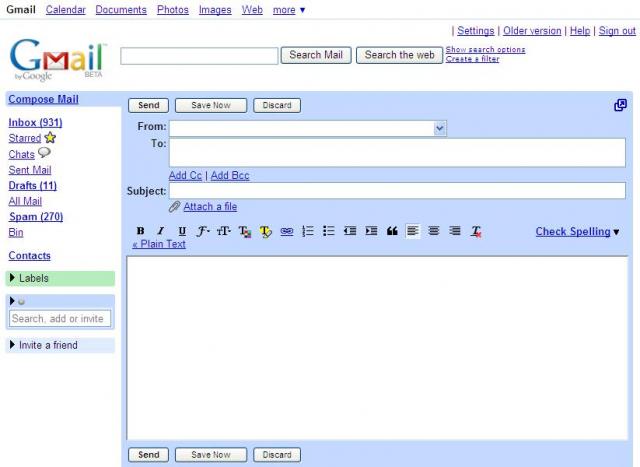 Gmail Calendar Documents Photos Images Web more ▼
| Settings | Older version | Help | Sign out
GMail
by Google BETA
Search Mail Search the web Show search options
Create a filter
Compose Mail
Inbox (931)
Starred
Chats
Sent Mail
Drafts (11)
All Mail
Spam (270)
Bin
Contacts
Labels
Search, add or invite
Invite a friend
Send Save Now Discard
From:
To:
Add Cc | Add Bcc
Subject:
Attach a file
B I U F T T T T Check Spelling ▼
« Plain Text
Send Save Now Discard